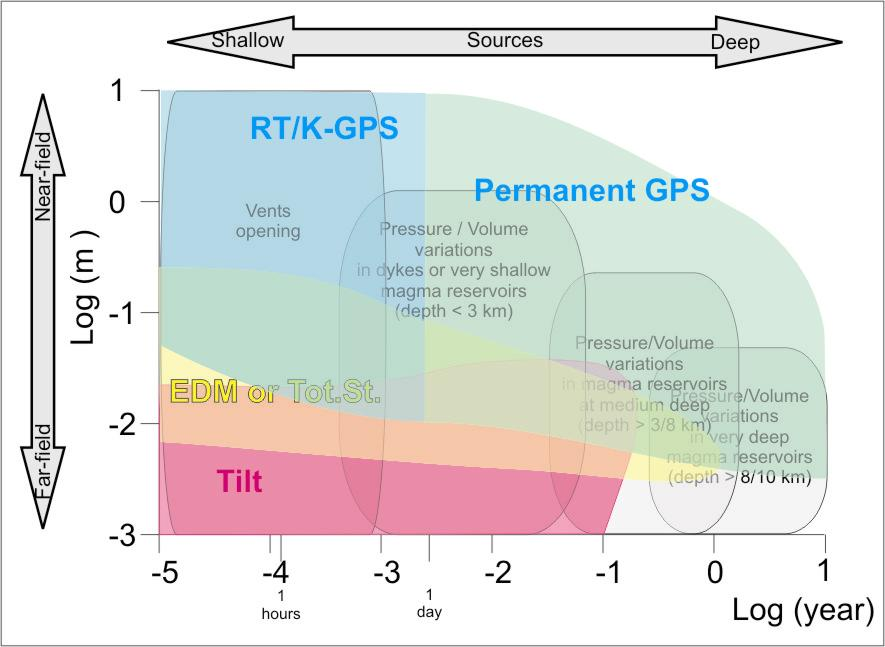 Shallow Sources Deep
Near-field
Far-field
Log (m )
1
0
-1
-2
-3
RT/K-GPS
Permanent GPS
Vents
opening
Pressure / Volume
variations
in dykes or very shallow
magma reservoirs
(depth < 3 km)
Pressure/Volume
variations
in magma reservoirs
at medium deep
(depth > 3/8 km)
Pressure/Volume
variations
in very deep
magma reservoirs
(depth > 8/10 km)
EDM or Tot.St.
Tilt
-5 -4 -3 -2 -1 0 1
1
hours
1
day
Log (year)